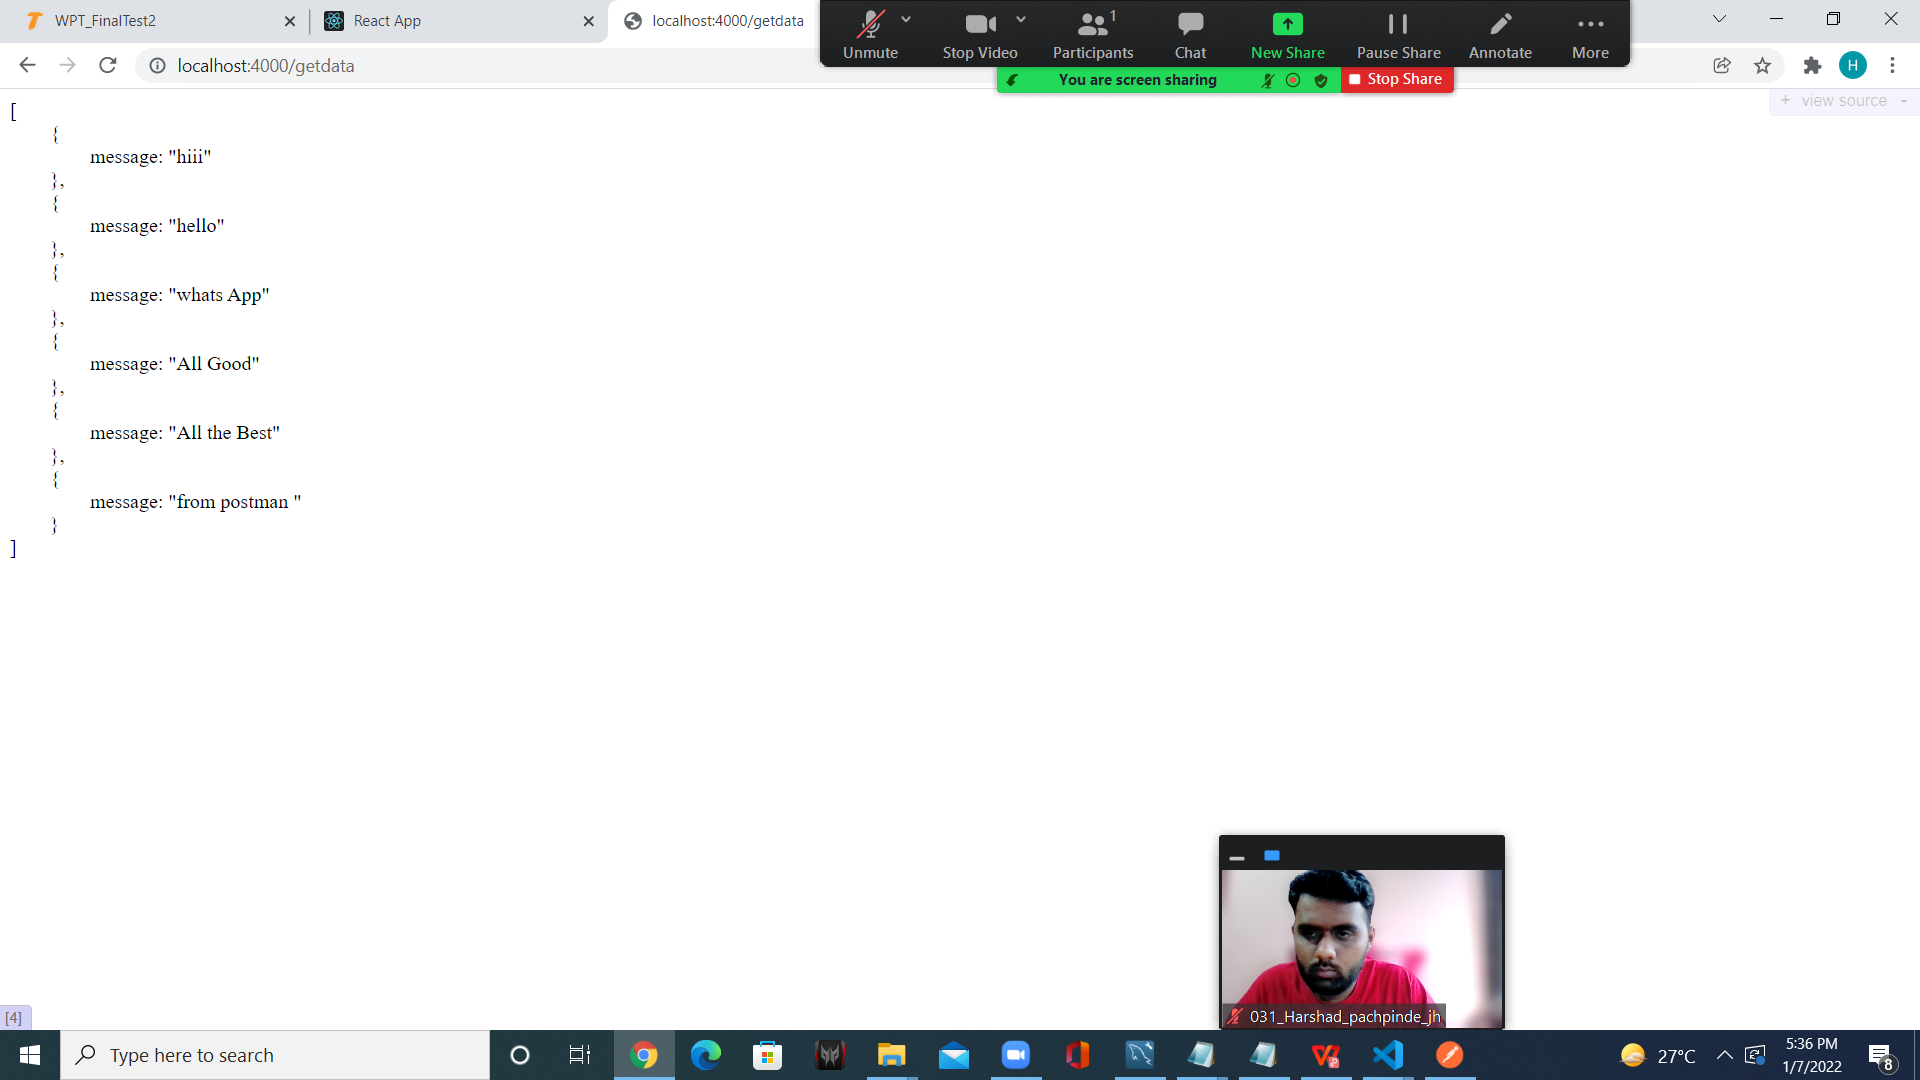 WPT_FinalTest2
React App
localhost:4000/getdata
Unmute
Stop Video
1
Participants
Chat
New Share
Pause Share
Annotate
More
localhost:4000/getdata
You are screen sharing
Stop Share
H
+ view source -
[
{
message: "hiii"
},
{
message: "hello"
},
{
message: "whats App"
},
{
message: "All Good"
},
{
message: "All the Best"
},
{
message: "from postman "
}
]
031_Harshad_pachpinde_jh
[4]
Type here to search
27°C
5:36 PM
1/7/2022
8